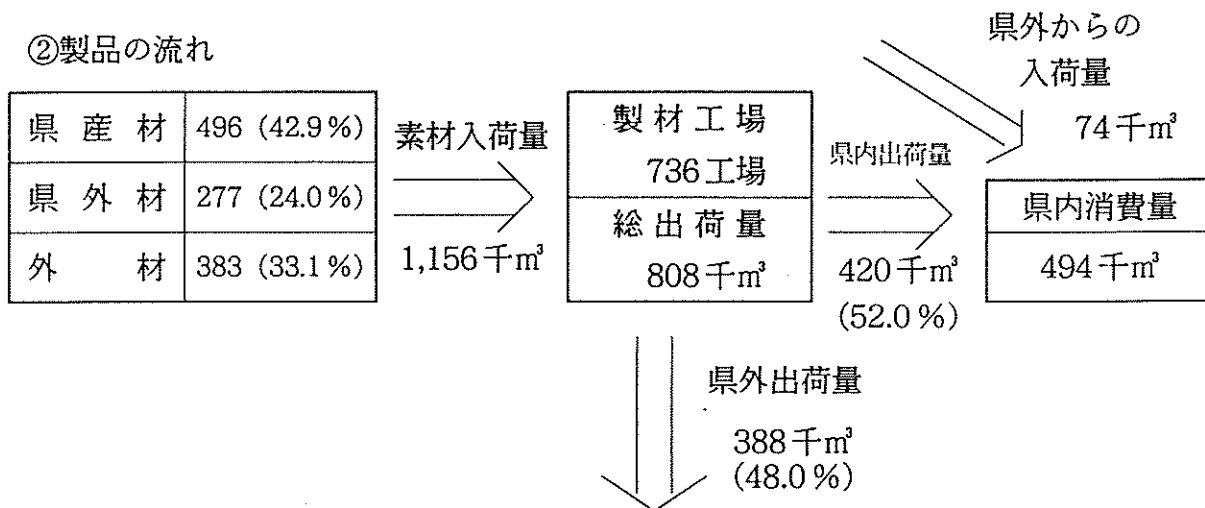 ②製品の流れ
県産材 496 (42.9%)
県外材 277 (24.0%)
外材 383 (33.1%)
素材入荷量
1,156千㎥
製材工場
736工場
総出荷量
808千㎥
県内出荷量
420千㎥
(52.0%)
県外からの
入荷量
74千㎥
県内消費量
494千㎥
県外出荷量
388千㎥
(48.0%)